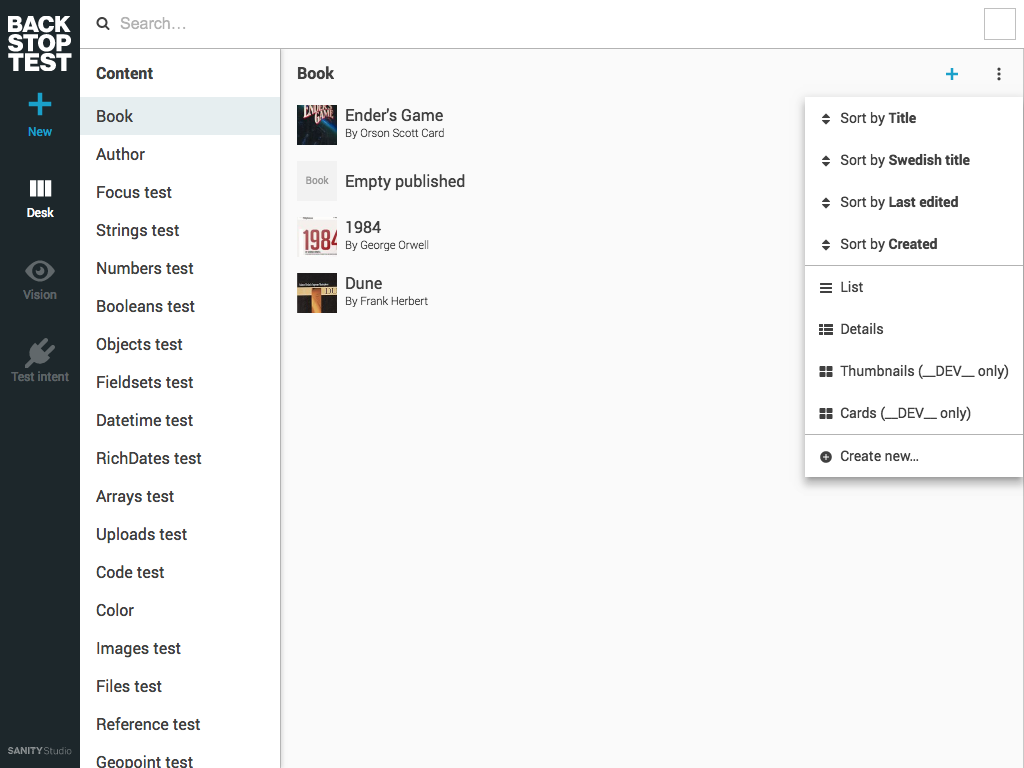 BACK
STOP
TEST
New
Desk
Vision
Test intent
SANITY Studio
Search…
Content
Book
Author
Focus test
Strings test
Numbers test
Booleans test
Objects test
Fieldsets test
Datetime test
RichDates test
Arrays test
Uploads test
Code test
Color
Images test
Files test
Reference test
Geopoint test
Book
ENDER'S
GAME
Ender's Game
By Orson Scott Card
Book
Empty published
1984
1984
By George Orwell
DU
Dune
By Frank Herbert
Sort by Title
Sort by Swedish title
Sort by Last edited
Sort by Created
List
Details
Thumbnails (__DEV__ only)
Cards (__DEV__ only)
Create new…